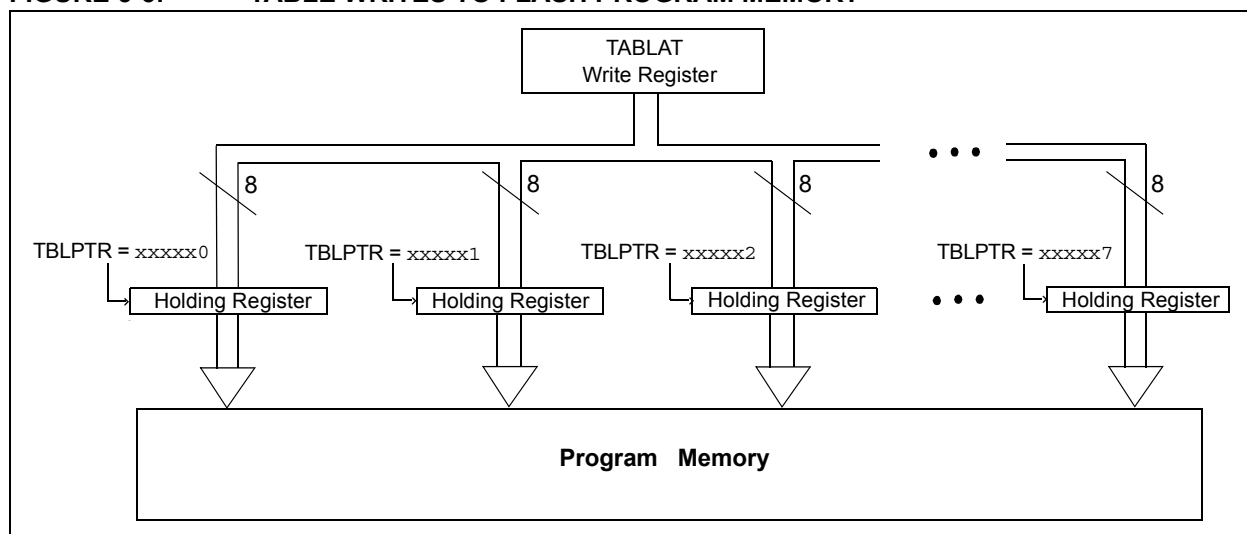 TABLAT
Write Register
8 8 8 8
TBLPTR = xxxxx0 TBLPTR = xxxxx1 TBLPTR = xxxxx2 TBLPTR = xxxxx7
Holding Register Holding Register Holding Register Holding Register
Program Memory